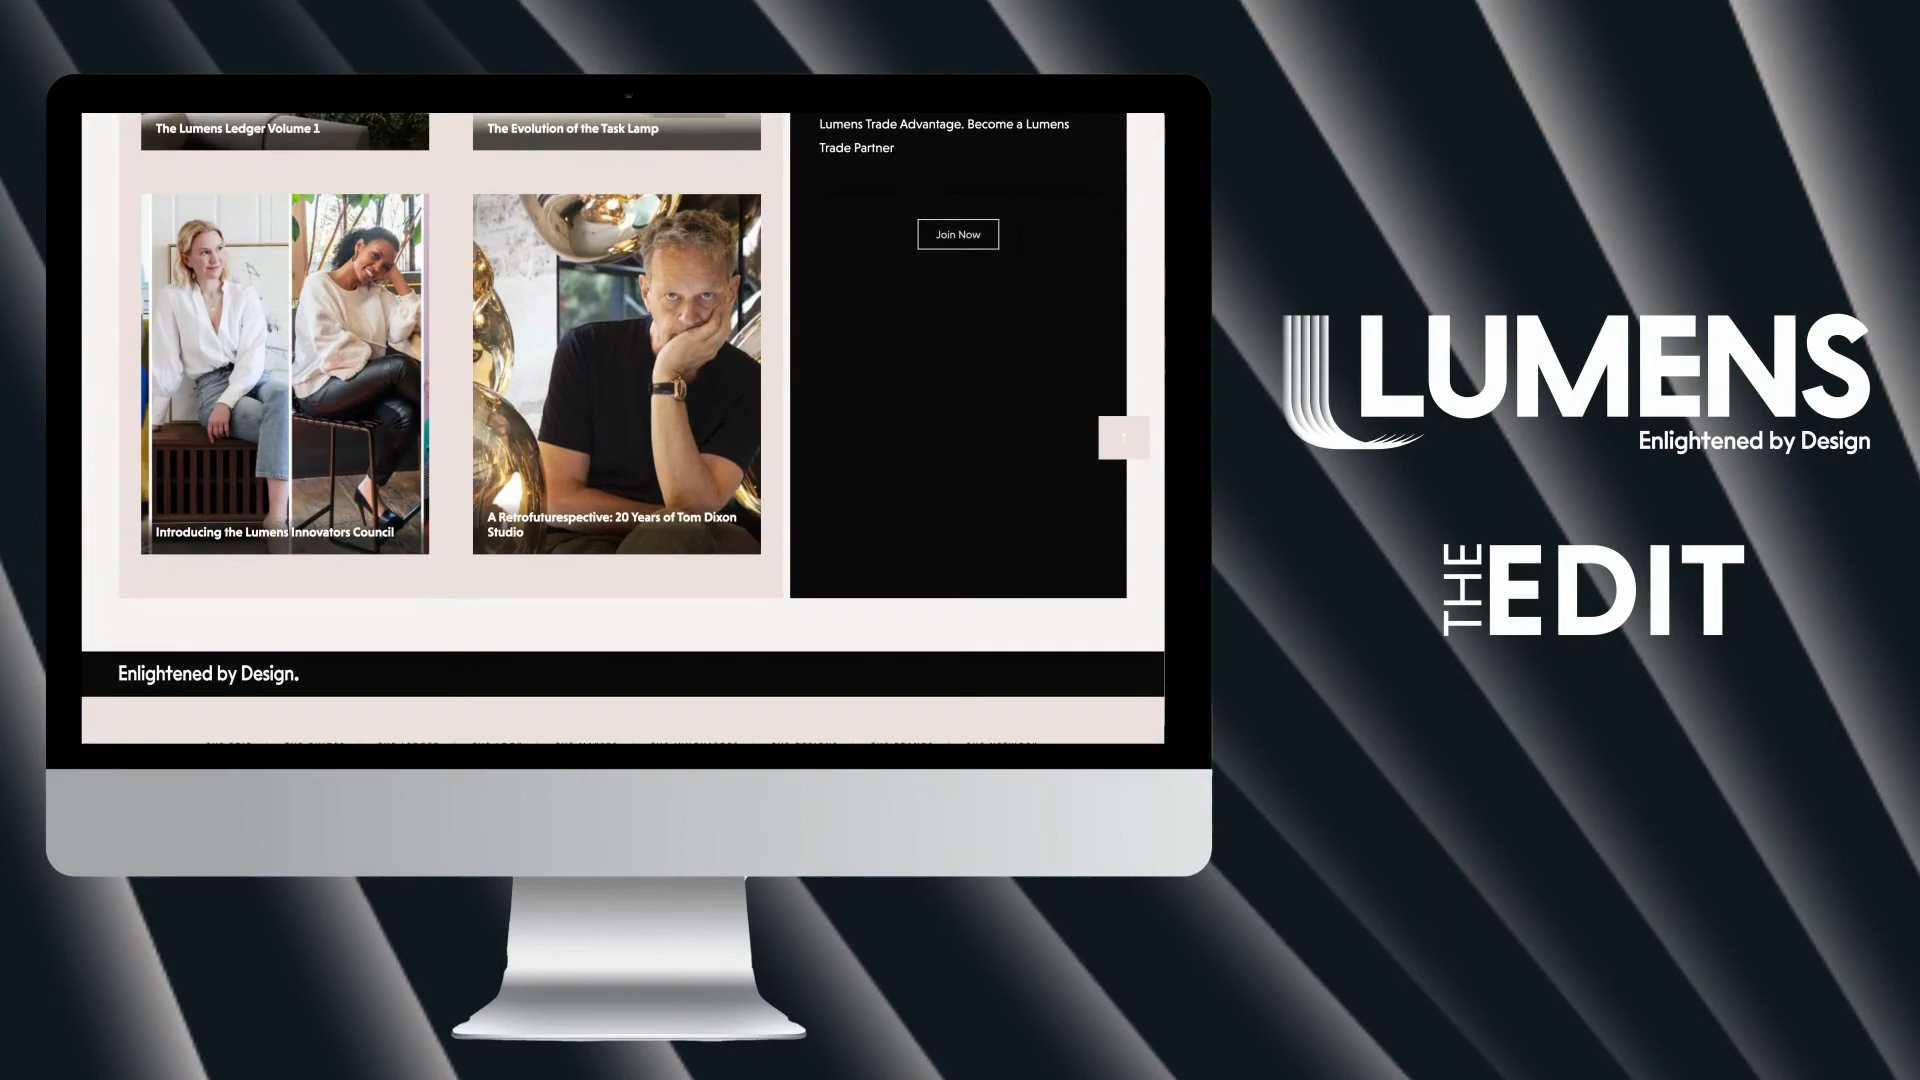 The Lumens Ledger Volume 1
The Evolution of the Task Lamp
Lumens Trade Advantage. Become a Lumens
Trade Partner
Join Now
Introducing the Lumens Innovators Council
A Retrofuturespective: 20 Years of Tom Dixon
Studio
Enlightened by Design.
LUMENS
Enlightened by Design
THE EDIT